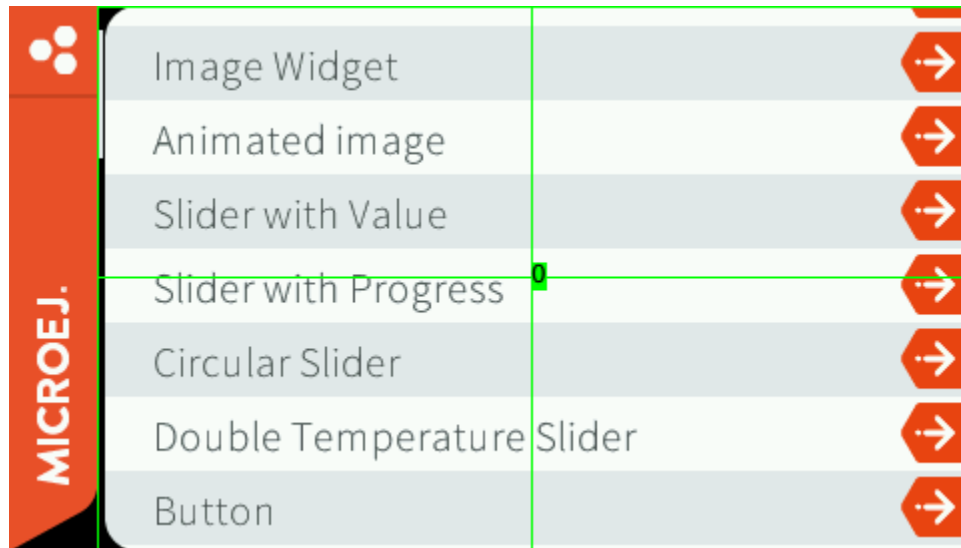 MICROEJ.
Image Widget
Animated image
Slider with Value
Slider with Progress
0
Circular Slider
Double Temperature Slider
Button